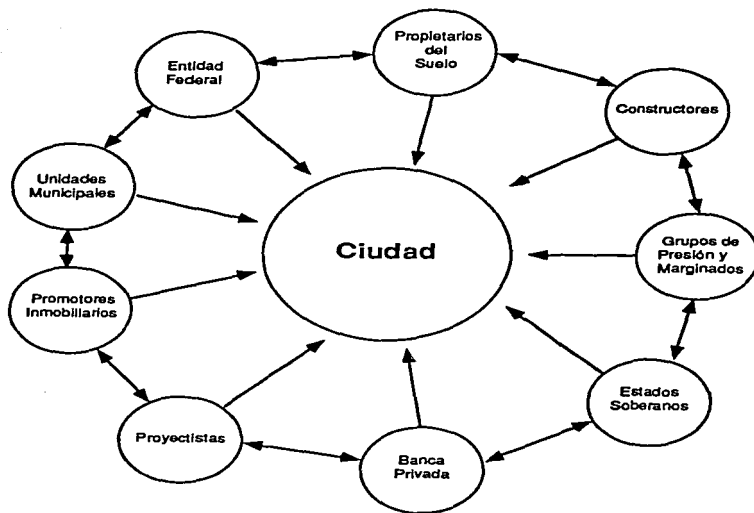 Propietarios
del
Suelo
Entidad
Federal
Constructores
Unidades
Municipales
Ciudad
Grupos de
Presión y
Marginados
Promotores
Inmobiliarios
Estados
Soberanos
Proyectistas
Banca
Privada